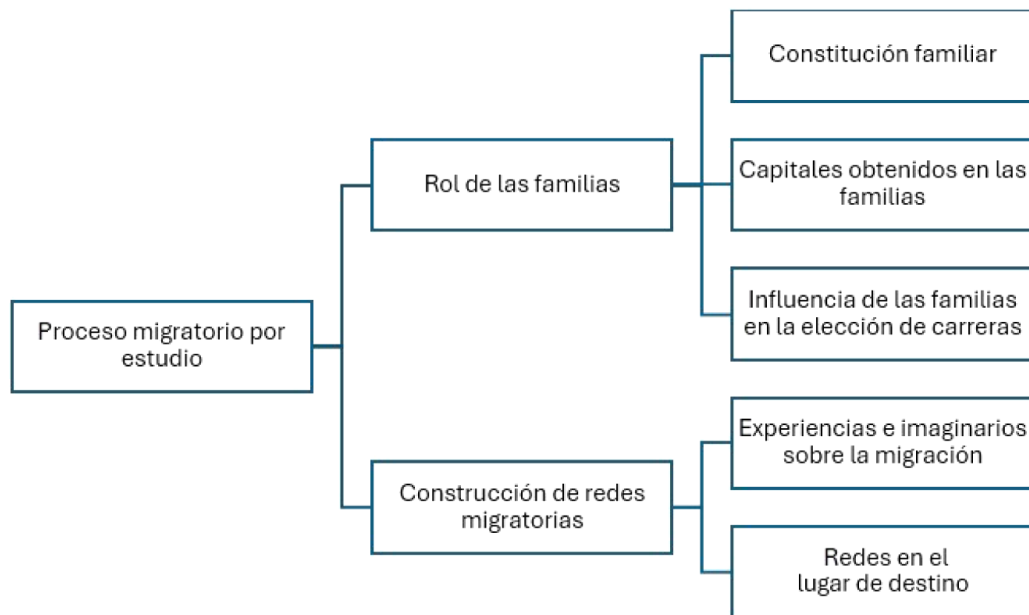 Constitución familiar
Rol de las familias
Capitales obtenidos en las
familias
Influencia de las familias
en la elección de carreras
Proceso migratorio por
estudio
Experiencias e imaginarios
sobre la migración
Construcción de redes
migratorias
Redes en el
lugar de destino